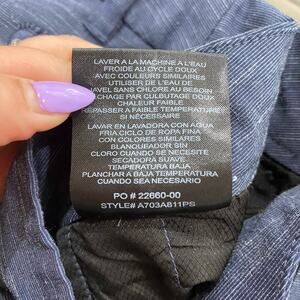 LAVER A LA MACHINE A L'EAU
FROIDE AU CYCLE DOUX
AVEC COULEURS SIMILAIRES
UTILISER DE L'EAU DE
JAVEL SANS CHLORE AU BESOIN
CHAGE PAR CULBUTAGE DOUX
CHALEUR FAIBLE
REPASSER A FAIBLE TEMPERATURE
SI NÉCESSAIRE
LAVAR EN LAVADORA CON AGUA
FRIA CICLO DE ROPA FINA
CON COLORES SIMILARES
BLANQUEADOR SIN
CLORO CUANDO SE NECESITE
SECADORA SUAVE
TEMPERATURA BAJA
PLANCHAR A BAJA TEMPERATURA
CUANDO SEA NECESARIO
PO # 22660-00
STYLE# A703A811PS